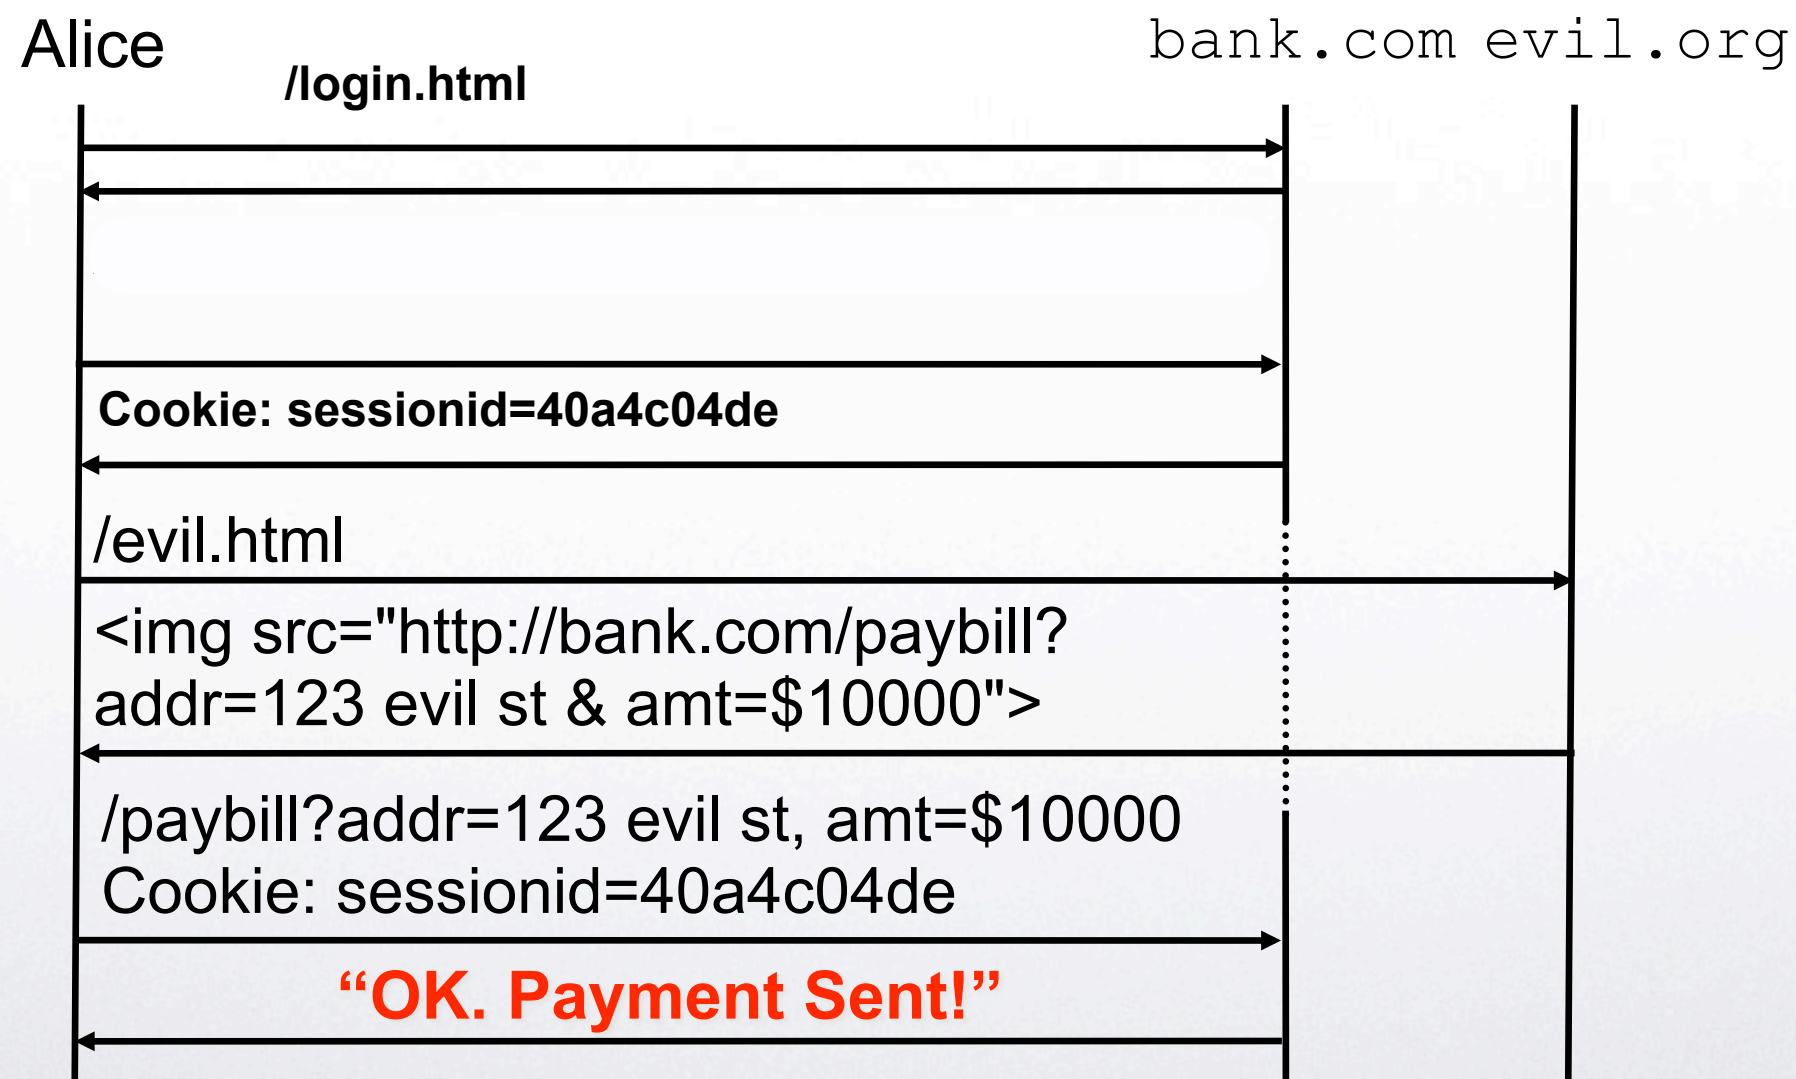 Alice
bank.com evil.org
/login.html
Cookie: sessionid=40a4c04de
/evil.html
<img src="http://bank.com/paybill?
addr=123 evil st & amt=$10000">
/paybill?addr=123 evil st, amt=$10000
Cookie: sessionid=40a4c04de
“OK. Payment Sent!”